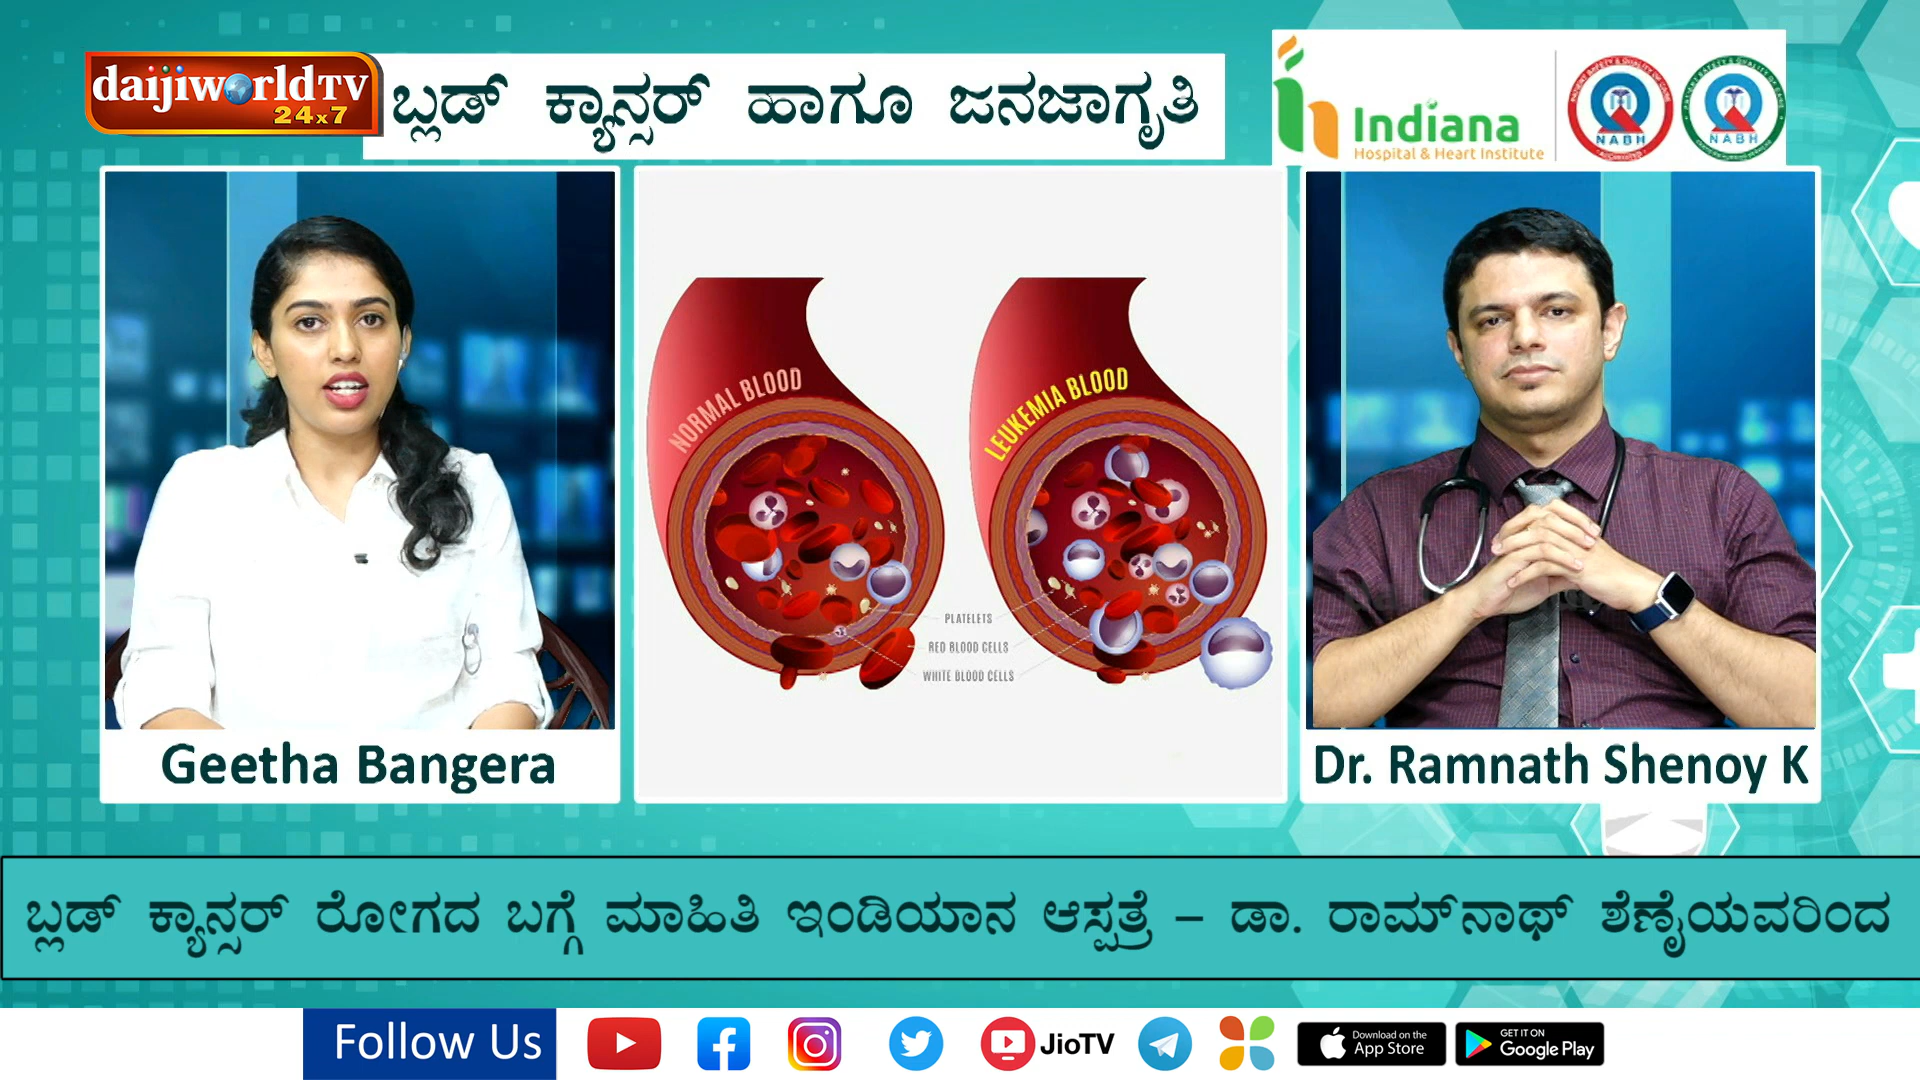 daijiworldTV
24x7
ಬ್ಲಡ್ ಕ್ಯಾನ್ಸರ್ ಹಾಗೂ ಜನಜಾಗೃತಿ
Indiana
Hospital & Heart Institute
NABH
NABH
NORMAL BLOOD
LEUKEMIA BLOOD
PLATELETS
RED BLOOD CELLS
WHITE BLOOD CELLS
Geetha Bangera
Dr. Ramnath Shenoy K
ಬ್ಲಡ್ ಕ್ಯಾನ್ಸರ್ ರೋಗದ ಬಗ್ಗೆ ಮಾಹಿತಿ ಇಂಡಿಯಾನ ಆಸ್ಪತ್ರೆ – ಡಾ. ರಾಮ್‌ನಾಥ್ ಶೆಣೈಯವರಿಂದ
Follow Us
JioTV
Download on the
App Store
GET IT ON
Google Play